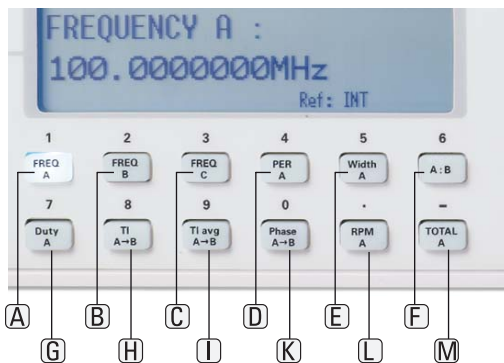 FREQUENCY A :
100.0000000MHz
Ref: INT
1 2 3 4 5 6
FREQ A
FREQ B
FREQ C
PER A
Width A
A:B
7 8 9 0 . –
Duty A
TI A→B
TI avg A→B
Phase A→B
RPM A
TOTAL A
A B C D E F
G H I K L M